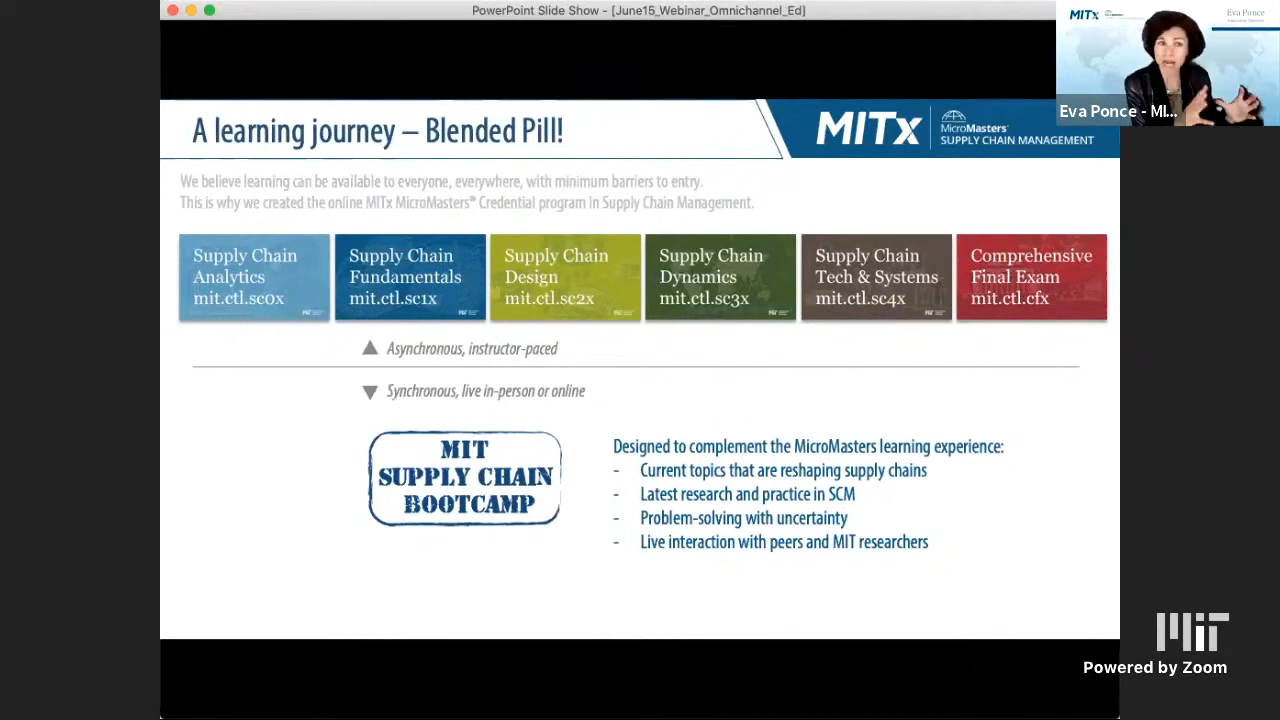 PowerPoint Slide Show - [June15_Webinar_Omnichannel_Ed]
MITx
Eva Ponce
Eva Ponce - MI...
A learning journey – Blended Pill!
MITx
MicroMasters®
SUPPLY CHAIN MANAGEMENT
We believe learning can be available to everyone, everywhere, with minimum barriers to entry.
This is why we created the online MITx MicroMasters® Credential program in Supply Chain Management.
Supply Chain
Analytics
mit.ctl.sc0x
Supply Chain
Fundamentals
mit.ctl.sc1x
Supply Chain
Design
mit.ctl.sc2x
Supply Chain
Dynamics
mit.ctl.sc3x
Supply Chain
Tech & Systems
mit.ctl.sc4x
Comprehensive
Final Exam
mit.ctl.cfx
Asynchronous, instructor-paced
Synchronous, live in-person or online
MIT
SUPPLY CHAIN
BOOTCAMP
Designed to complement the MicroMasters learning experience:
- Current topics that are reshaping supply chains
- Latest research and practice in SCM
- Problem-solving with uncertainty
- Live interaction with peers and MIT researchers
MIT
Powered by Zoom